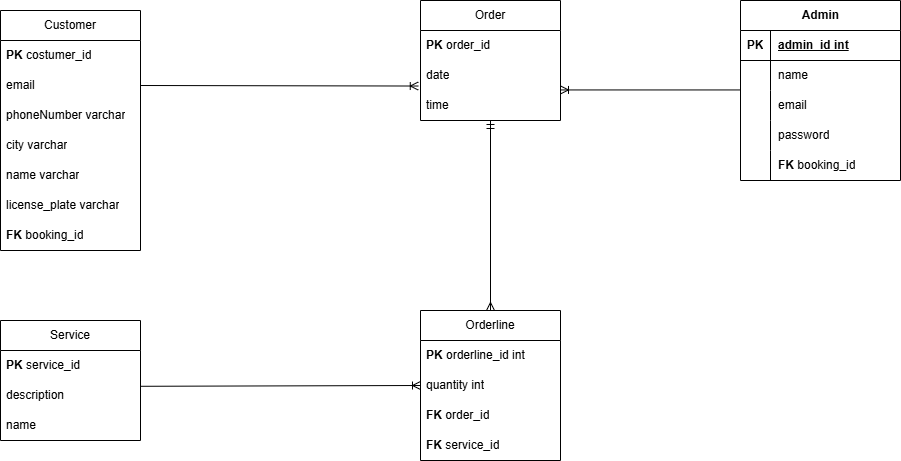 Customer
PK costumer_id
email
phoneNumber varchar
city varchar
name varchar
license_plate varchar
FK booking_id
Order
PK order_id
date
time
Admin
PK admin_id int
name
email
password
FK booking_id
Service
PK service_id
description
name
Orderline
PK orderline_id int
quantity int
FK order_id
FK service_id